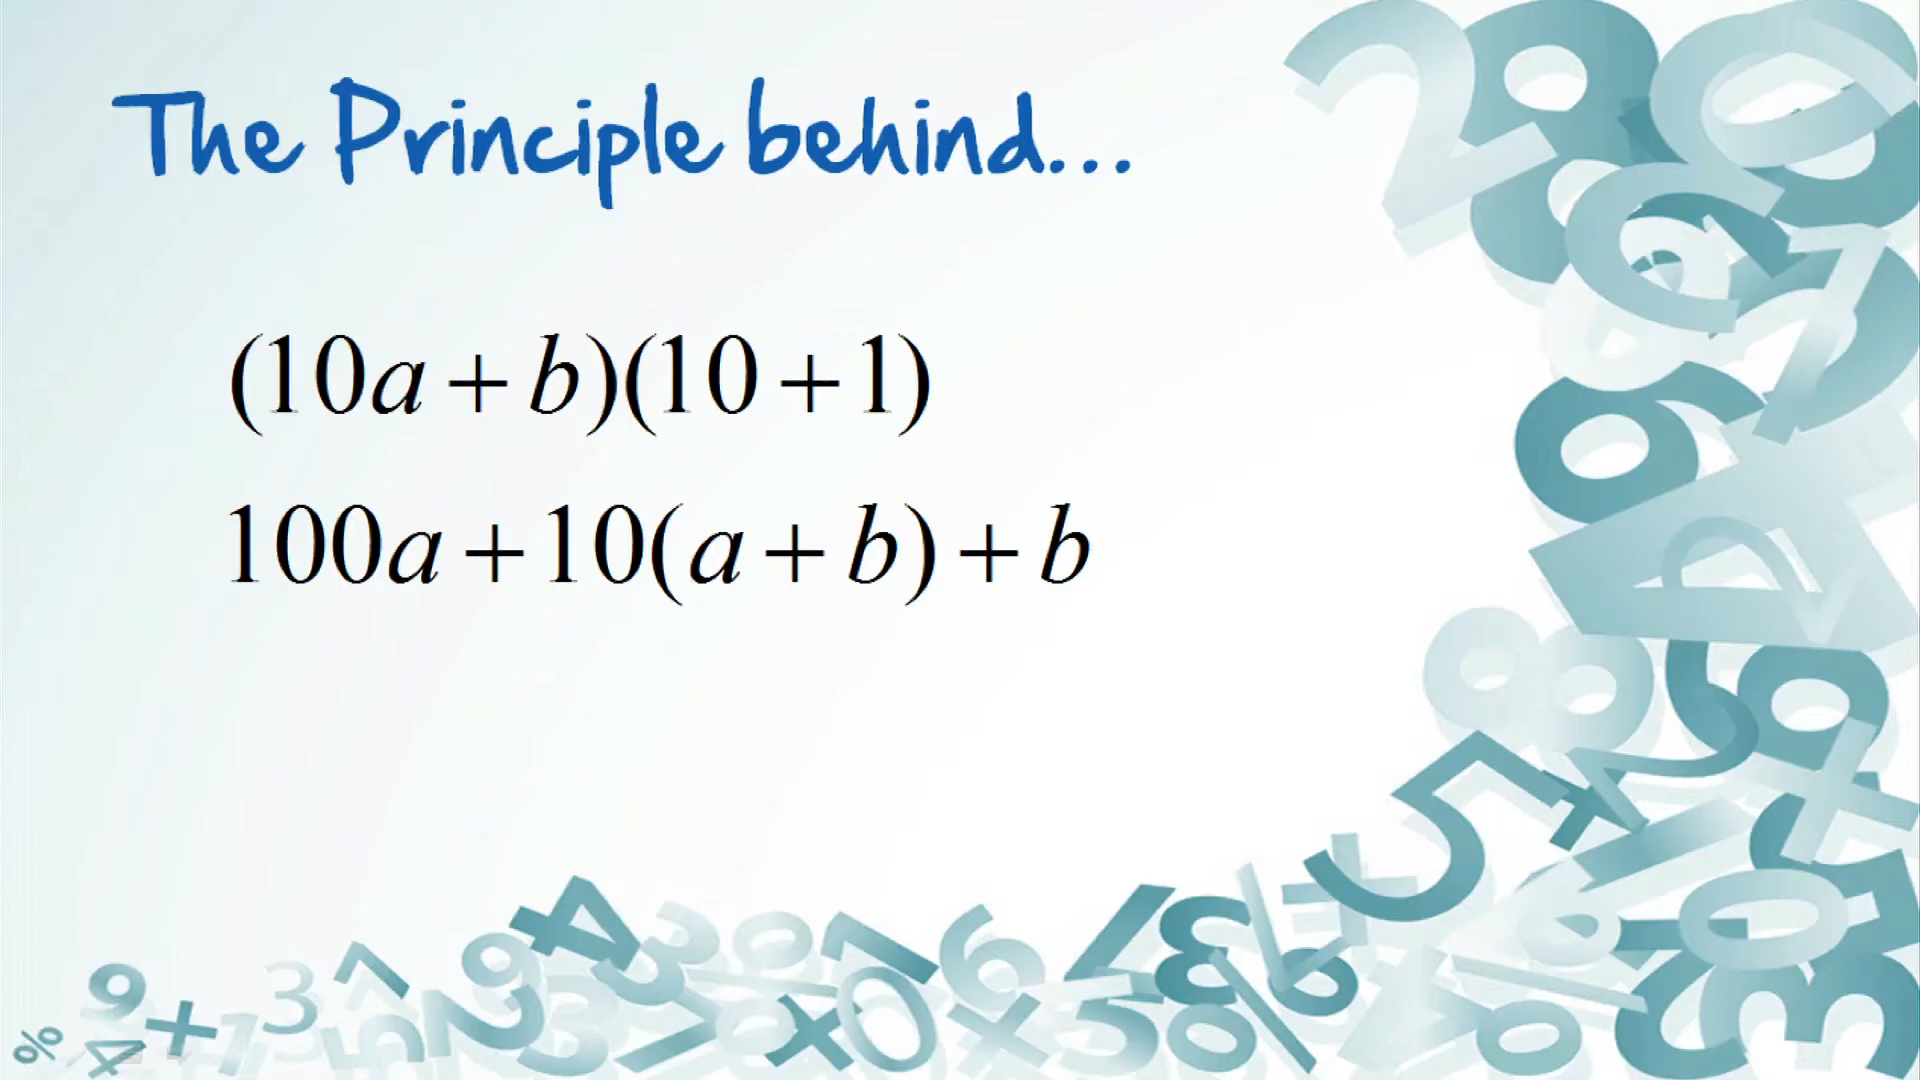 The Principle behind...
(10a + b)(10 + 1)
100a + 10(a + b) + b